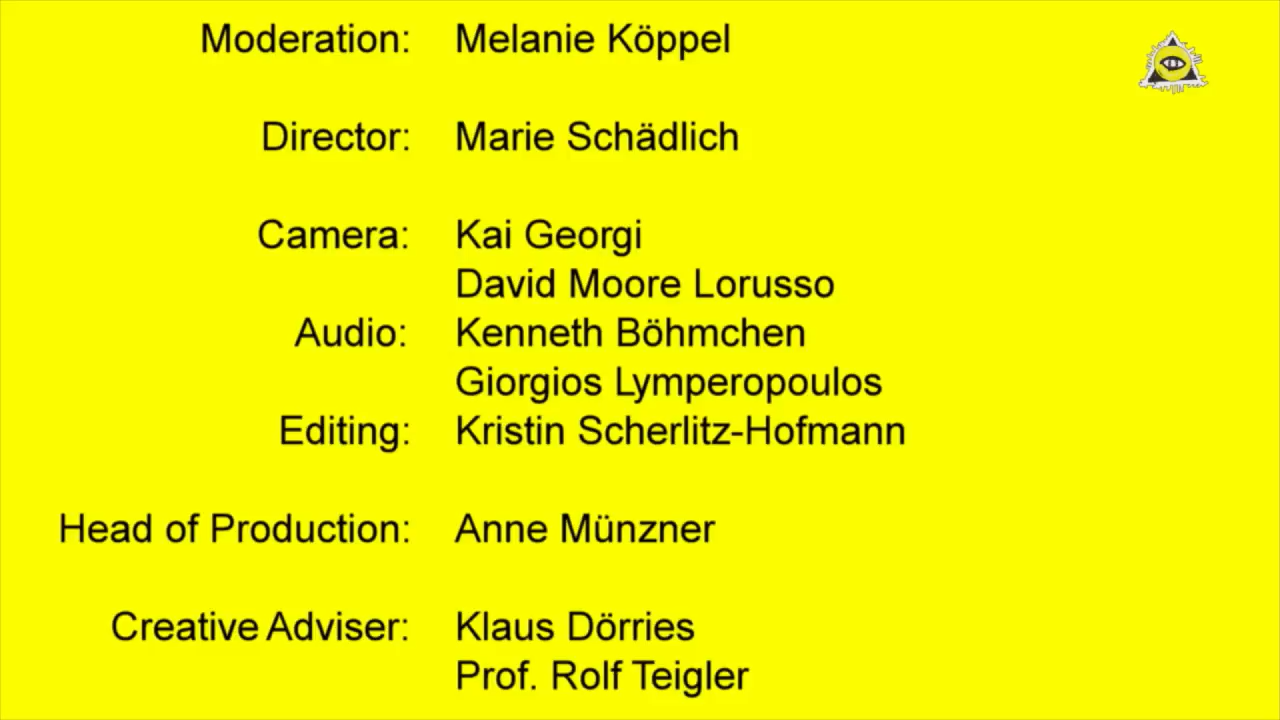 Moderation: Melanie Köppel
Director: Marie Schädlich
Camera: Kai Georgi
David Moore Lorusso
Audio: Kenneth Böhmchen
Giorgios Lymperopoulos
Editing: Kristin Scherlitz-Hofmann
Head of Production: Anne Münzner
Creative Adviser: Klaus Dörries
Prof. Rolf Teigler